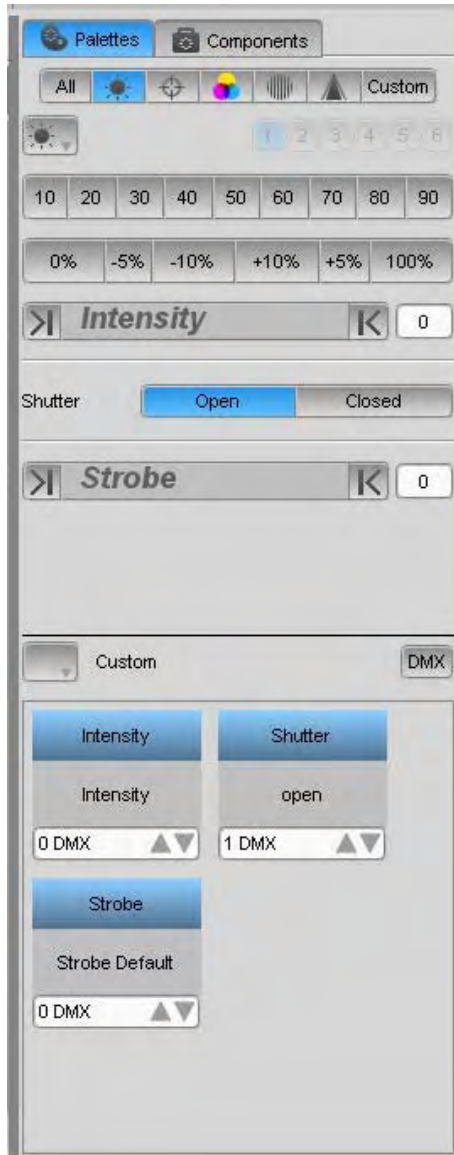 Palettes Components
All Custom
1 2 3 4 5 6
10 20 30 40 50 60 70 80 90
0% -5% -10% +10% +5% 100%
Intensity 0
Shutter Open Closed
Strobe 0
Custom DMX
Intensity Shutter
Intensity open
0 DMX 1 DMX
Strobe
Strobe Default
0 DMX